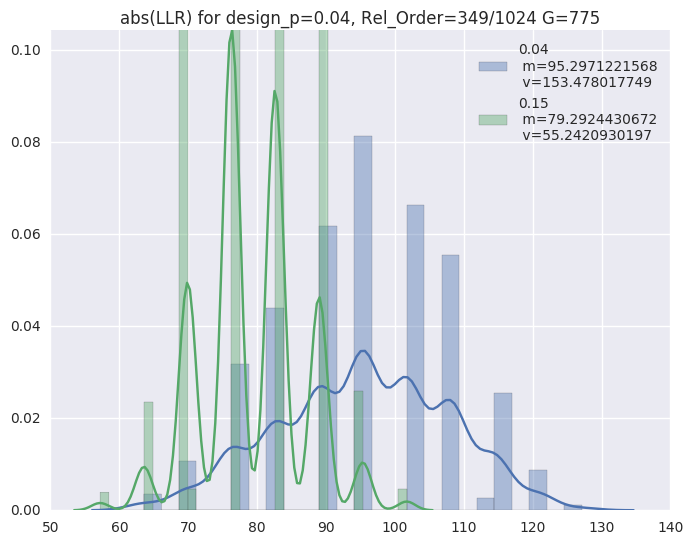 abs(LLR) for design_p=0.04, Rel_Order=349/1024 G=775
0.04
m=95.2971221568
v=153.478017749
0.15
m=79.2924430672
v=55.2420930197
0.10
0.08
0.06
0.04
0.02
0.00
50 60 70 80 90 100 110 120 130 140